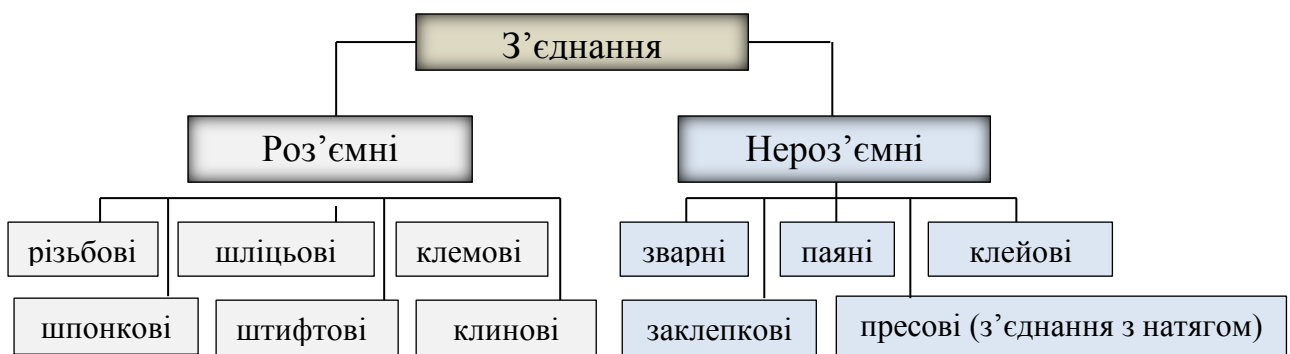 З’єднання
Роз’ємні Нероз’ємні
різьбові шліцьові клемові зварні паяні клейові
шпонкові штифтові клинові заклепкові пресові (з’єднання з натягом)